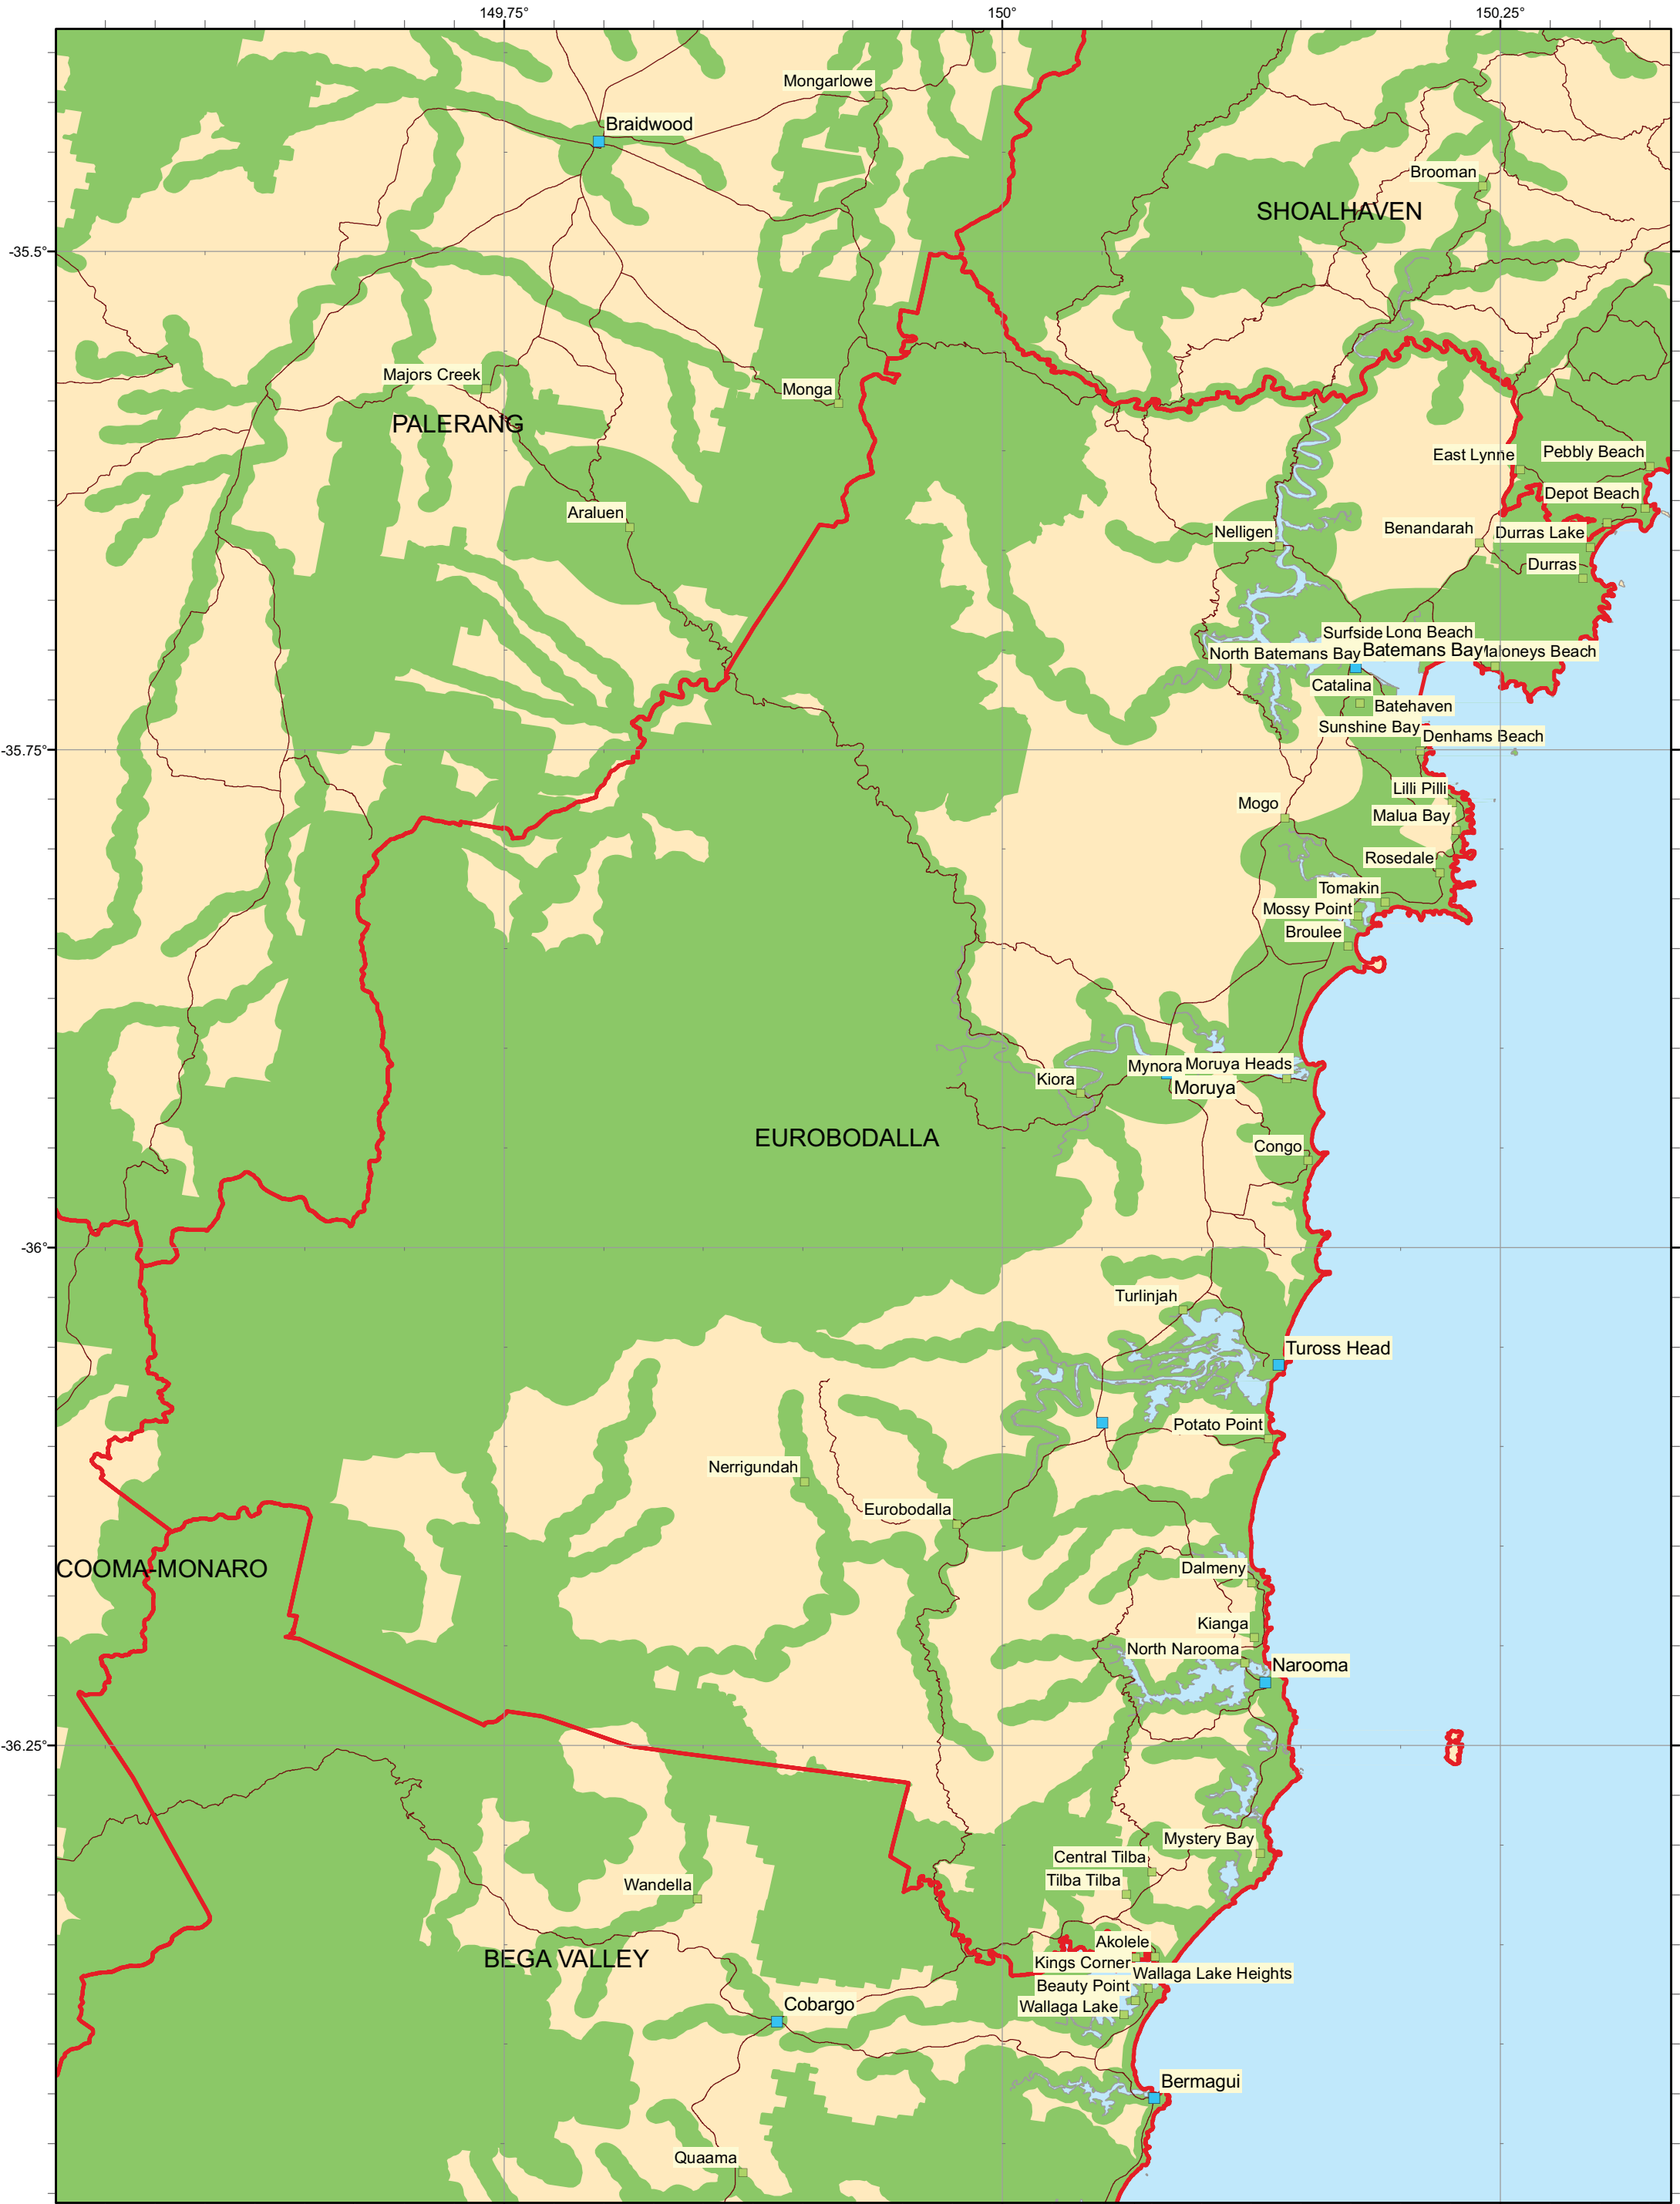 149.75°
150°
150.25°
Mongarlowe
Braidwood
Brooman
SHOALHAVEN
-35.5°
Majors Creek
Monga
PALERANG
East Lynne
Pebbly Beach
Depot Beach
Araluen
Nelligen
Benandarah
Durras Lake
Durras
Surfside
Long Beach
North Batemans Bay
Batemans Bay
Maloneys Beach
Catalina
Batehaven
Sunshine Bay
Denhams Beach
-35.75°
Lilli Pilli
Mogo
Malua Bay
Rosedale
Tomakin
Mossy Point
Broulee
Mynora
Moruya Heads
Kiora
Moruya
EUROBODALLA
Congo
-36°
Turlinjah
Tuross Head
Potato Point
Nerrigundah
Eurobodalla
COOMA-MONARO
Dalmeny
Kianga
North Narooma
Narooma
-36.25°
Mystery Bay
Central Tilba
Tilba Tilba
Wandella
Akolele
BEGA VALLEY
Kings Corner
Wallaga Lake Heights
Beauty Point
Cobargo
Wallaga Lake
Bermagui
Quaama